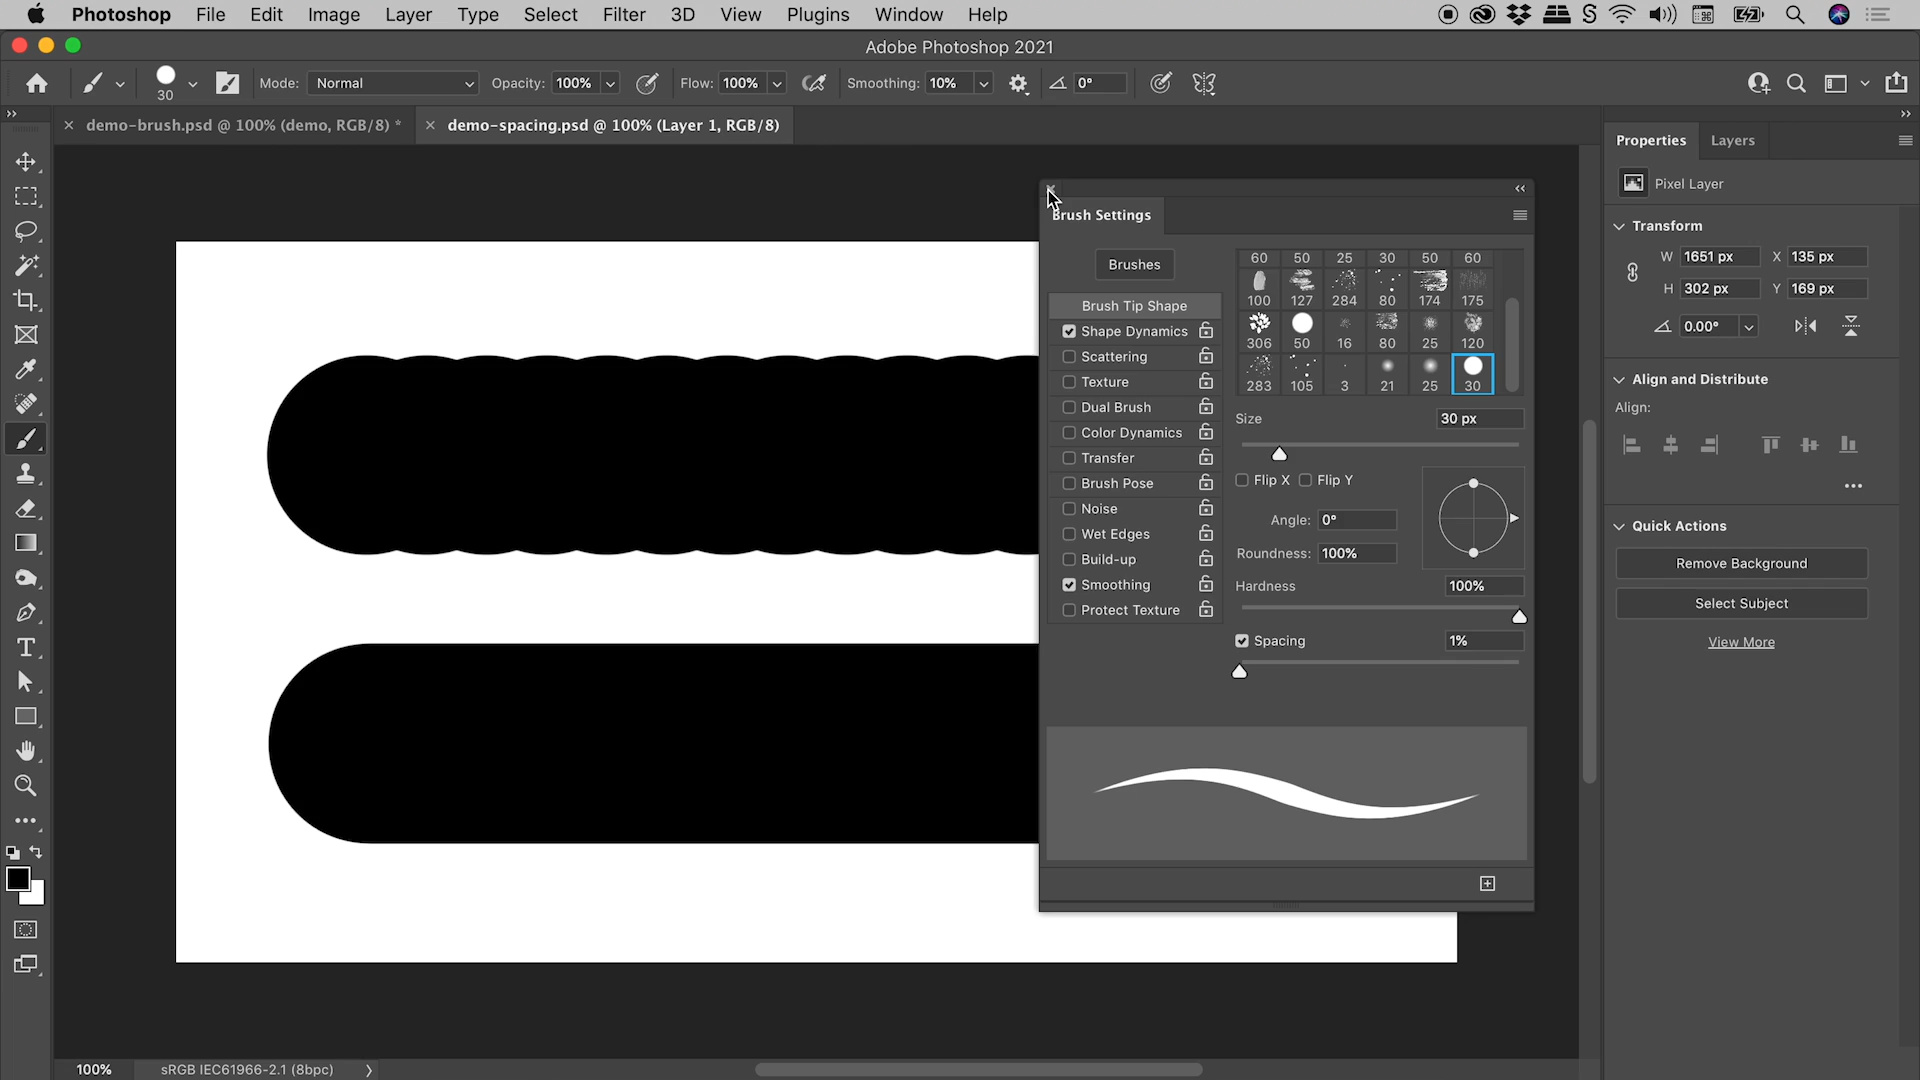 Photoshop File Edit Image Layer Type Select Filter 3D View Plugins Window Help
Adobe Photoshop 2021
30 Mode: Normal Opacity: 100% Flow: 100% Smoothing: 10% 0°
demo-brush.psd @ 100% (demo, RGB/8) *
demo-spacing.psd @ 100% (Layer 1, RGB/8)
Brush Settings
Brushes
Brush Tip Shape
Shape Dynamics
Scattering
Texture
Dual Brush
Color Dynamics
Transfer
Brush Pose
Noise
Wet Edges
Build-up
Smoothing
Protect Texture
60 50 25 30 50 60
100 127 284 80 174 175
306 50 16 80 25 120
283 105 3 21 25 30
Size 30 px
Flip X Flip Y
Angle: 0°
Roundness: 100%
Hardness 100%
Spacing 1%
Properties Layers
Pixel Layer
Transform
W 1651 px X 135 px
H 302 px Y 169 px
0.00°
Align and Distribute
Align:
Quick Actions
Remove Background
Select Subject
View More
T
100% sRGB IEC61966-2.1 (8bpc)